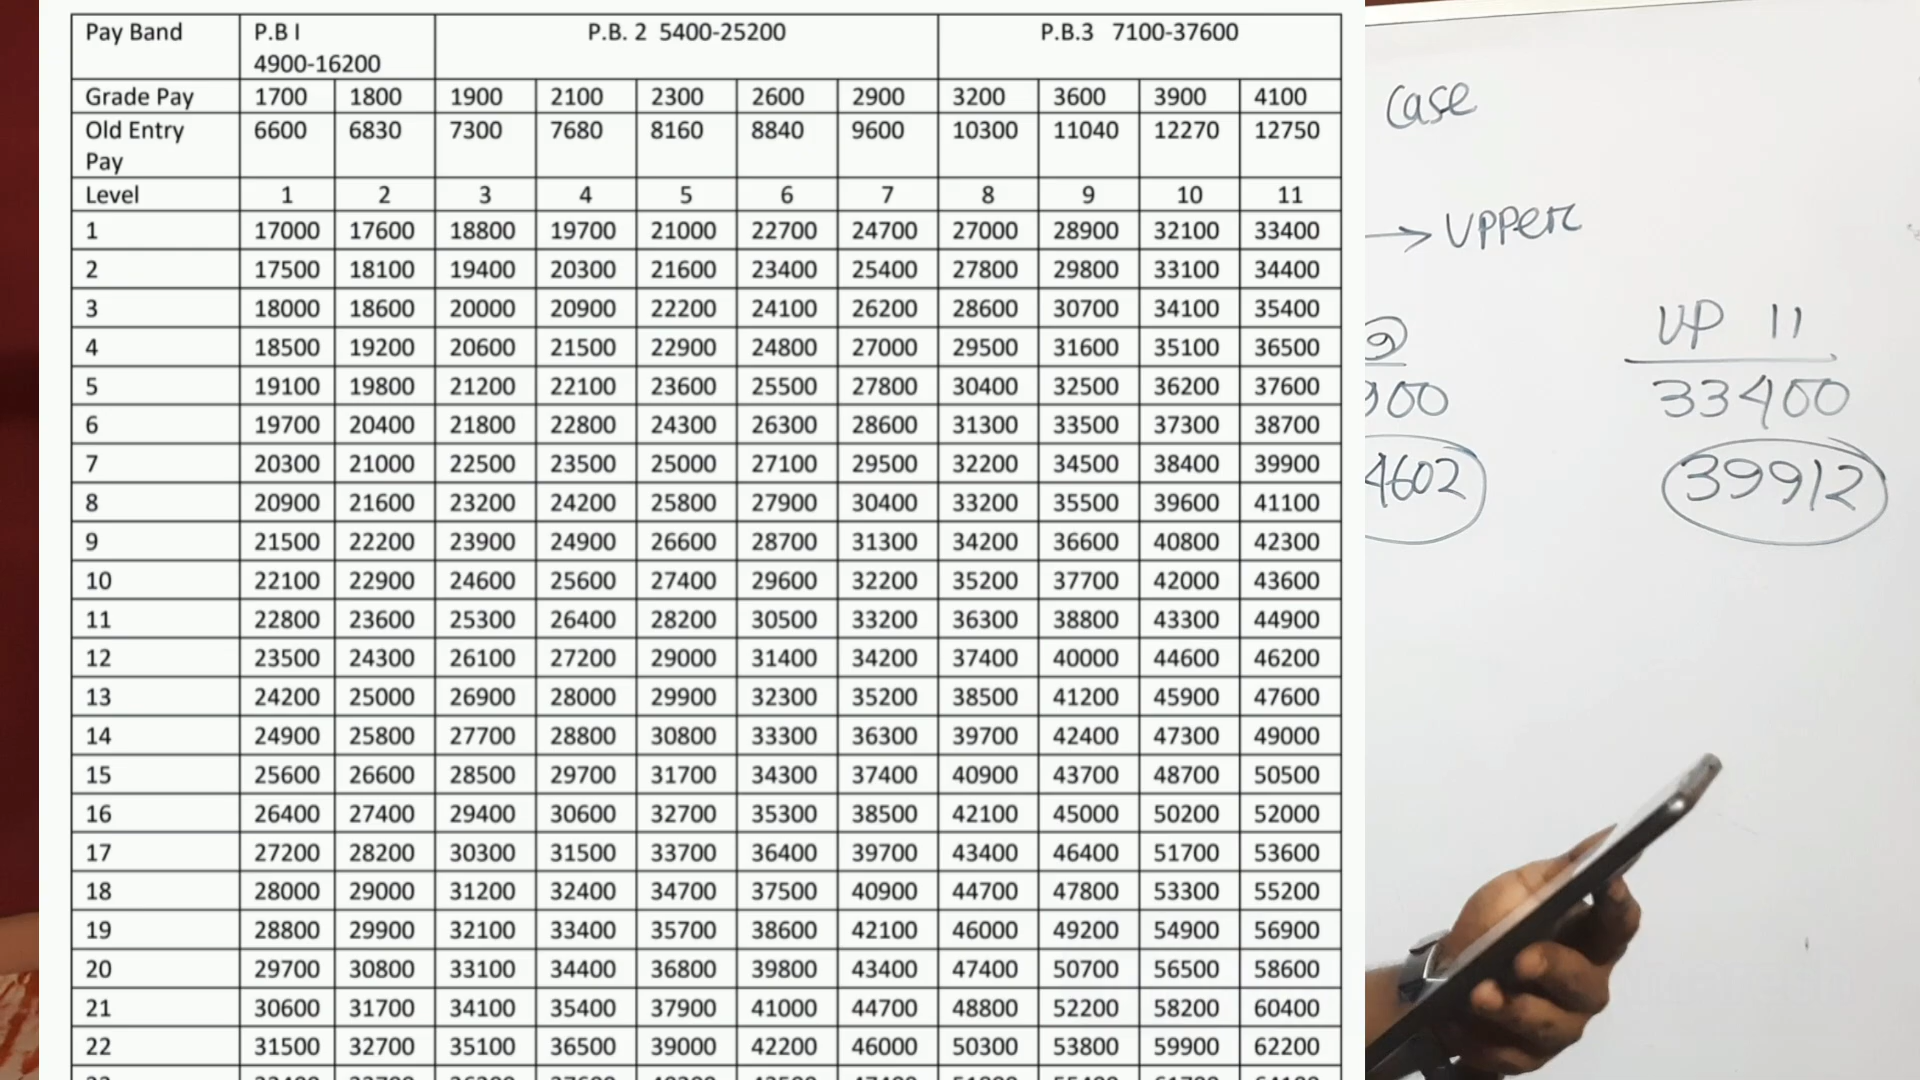 Pay Band P.B I P.B. 2 5400-25200 P.B.3 7100-37600
4900-16200
Grade Pay 1700 1800 1900 2100 2300 2600 2900 3200 3600 3900 4100
Old Entry 6600 6830 7300 7680 8160 8840 9600 10300 11040 12270 12750
Pay
Level 1 2 3 4 5 6 7 8 9 10 11
1 17000 17600 18800 19700 21000 22700 24700 27000 28900 32100 33400
2 17500 18100 19400 20300 21600 23400 25400 27800 29800 33100 34400
3 18000 18600 20000 20900 22200 24100 26200 28600 30700 34100 35400
4 18500 19200 20600 21500 22900 24800 27000 29500 31600 35100 36500
5 19100 19800 21200 22100 23600 25500 27800 30400 32500 36200 37600
6 19700 20400 21800 22800 24300 26300 28600 31300 33500 37300 38700
7 20300 21000 22500 23500 25000 27100 29500 32200 34500 38400 39900
8 20900 21600 23200 24200 25800 27900 30400 33200 35500 39600 41100
9 21500 22200 23900 24900 26600 28700 31300 34200 36600 40800 42300
10 22100 22900 24600 25600 27400 29600 32200 35200 37700 42000 43600
11 22800 23600 25300 26400 28200 30500 33200 36300 38800 43300 44900
12 23500 24300 26100 27200 29000 31400 34200 37400 40000 44600 46200
13 24200 25000 26900 28000 29900 32300 35200 38500 41200 45900 47600
14 24900 25800 27700 28800 30800 33300 36300 39700 42400 47300 49000
15 25600 26600 28500 29700 31700 34300 37400 40900 43700 48700 50500
16 26400 27400 29400 30600 32700 35300 38500 42100 45000 50200 52000
17 27200 28200 30300 31500 33700 36400 39700 43400 46400 51700 53600
18 28000 29000 31200 32400 34700 37500 40900 44700 47800 53300 55200
19 28800 29900 32100 33400 35700 38600 42100 46000 49200 54900 56900
20 29700 30800 33100 34400 36800 39800 43400 47400 50700 56500 58600
21 30600 31700 34100 35400 37900 41000 44700 48800 52200 58200 60400
22 31500 32700 35100 36500 39000 42200 46000 50300 53800 59900 62200
case
→ UPPer
UP 11
900 33400
4602 39912